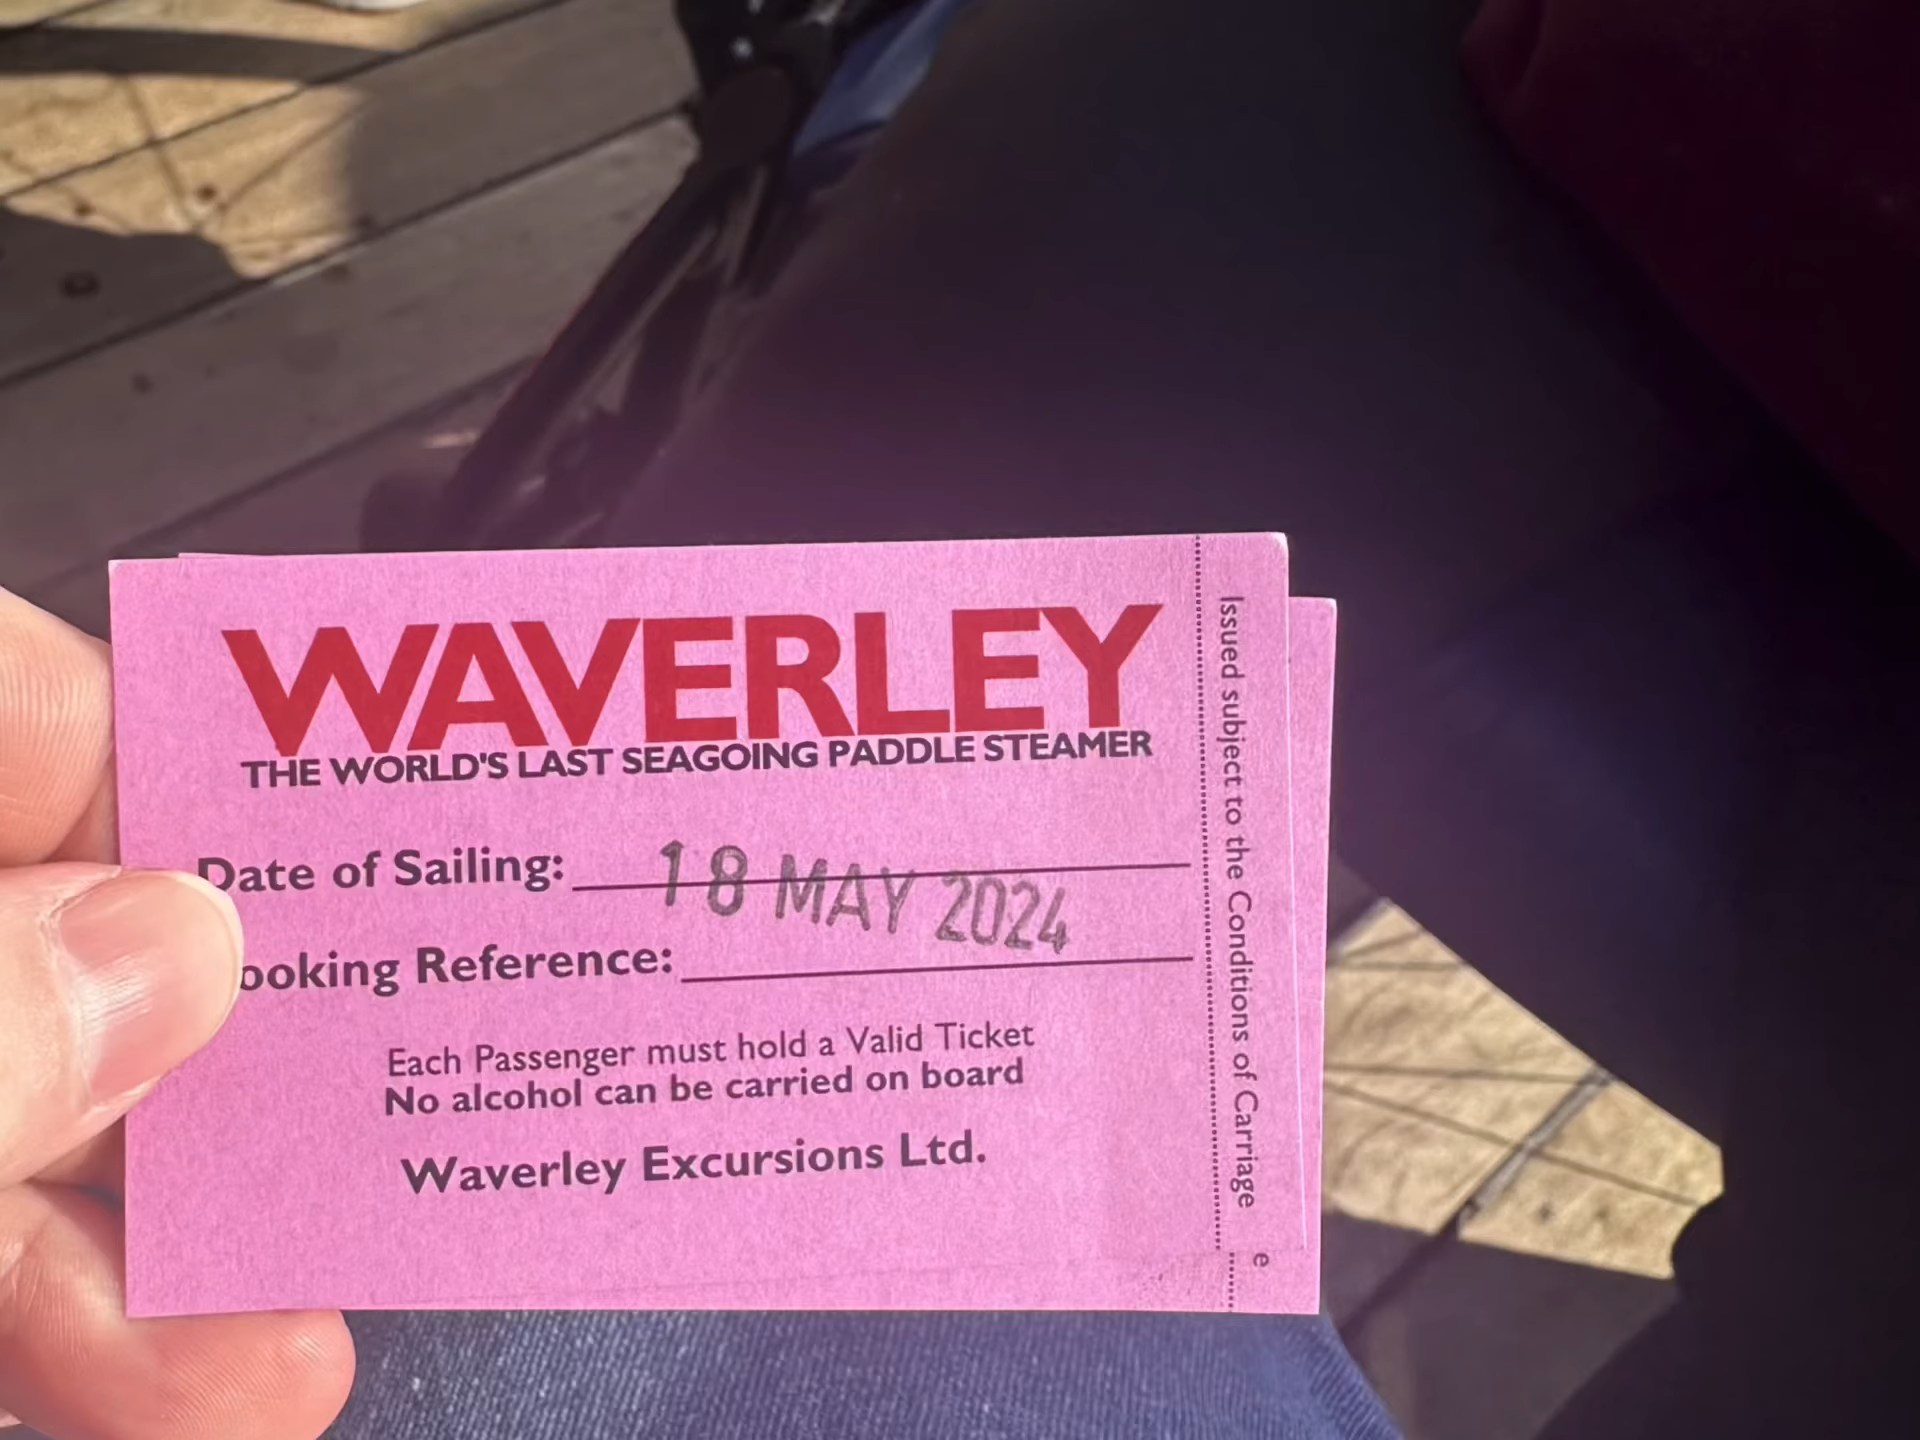 WAVERLEY
THE WORLD'S LAST SEAGOING PADDLE STEAMER
Date of Sailing: 18 MAY 2024
ooking Reference:
Each Passenger must hold a Valid Ticket
No alcohol can be carried on board
Waverley Excursions Ltd.
Issued subject to the Conditions of Carriage
e